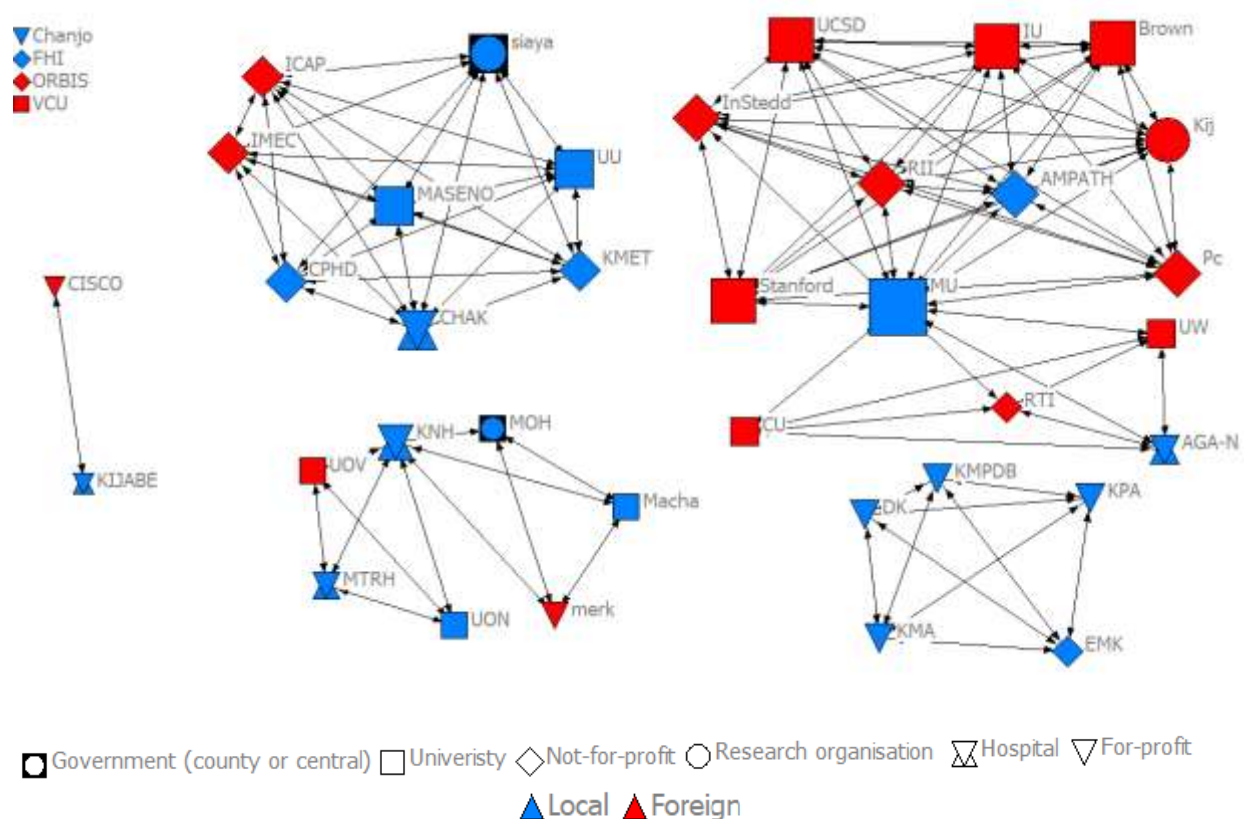 Chanjo
FHI
ORBIS
VCU
siaya
ICAP
IMEC
UU
MASENO
CPHD
KMET
CHAK
UCSD
IU
Brown
InStedd
Kij
RII
AMPATH
Pc
Stanford
MU
UW
RTI
CU
AGA-N
CISCO
KIJABE
KNH
MOH
UOV
Macha
MTRH
UON
merk
KMPDB
KPA
DK
KMA
EMK
Government (county or central) Univeristy Not-for-profit Research organisation Hospital For-profit
Local Foreign